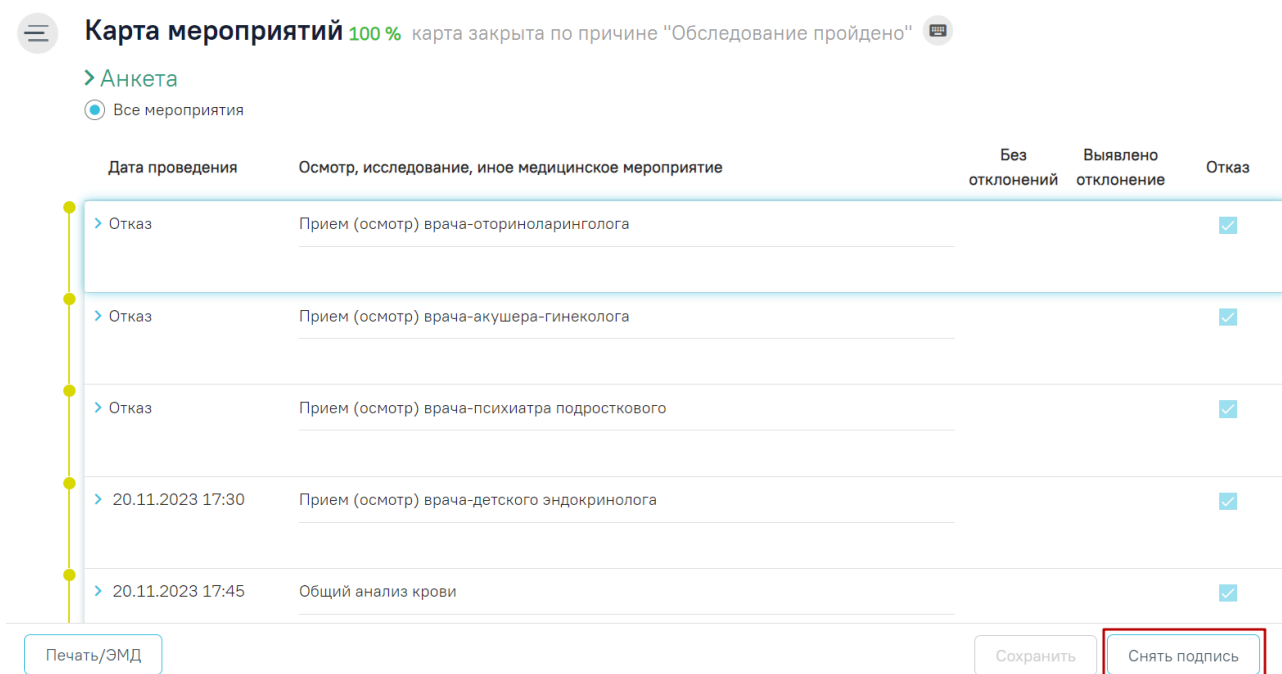 Карта мероприятий 100 % карта закрыта по причине "Обследование пройдено"
Анкета
Все мероприятия
Дата проведения Осмотр, исследование, иное медицинское мероприятие Без отклонений Выявлено отклонение Отказ
Отказ Прием (осмотр) врача-оториноларинголога
Отказ Прием (осмотр) врача-акушера-гинеколога
Отказ Прием (осмотр) врача-психиатра подросткового
20.11.2023 17:30 Прием (осмотр) врача-детского эндокринолога
20.11.2023 17:45 Общий анализ крови
Печать/ЭМД Сохранить Снять подпись